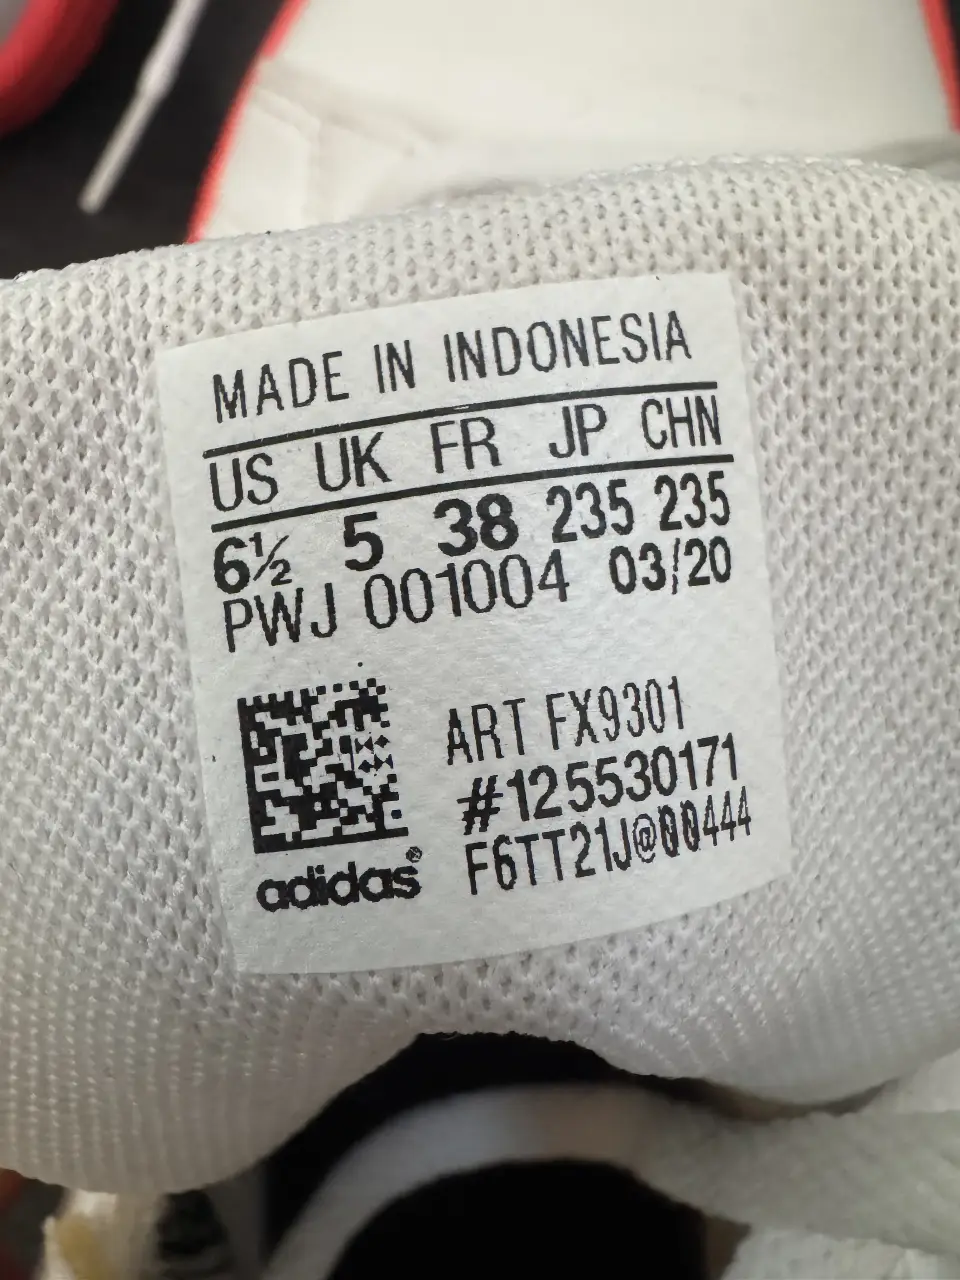 MADE IN INDONESIA
US UK FR JP CHN
6½ 5 38 235 235
PWJ 001004 03/20
ART FX9301
#125530171
F6TT21J@00444
adidas®